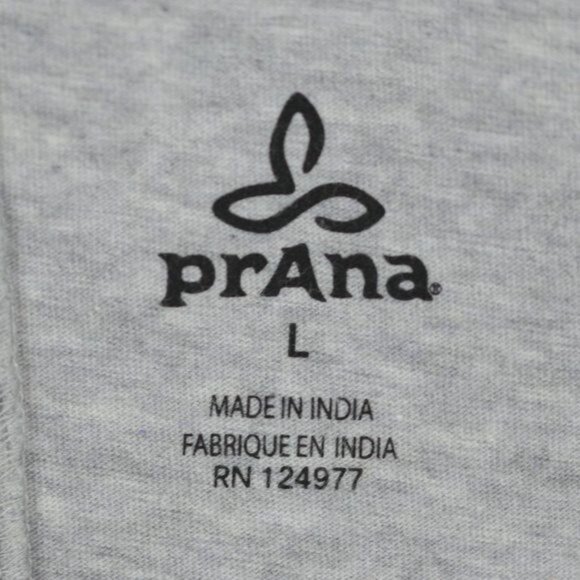 prAna®
L
MADE IN INDIA
FABRIQUE EN INDIA
RN 124977